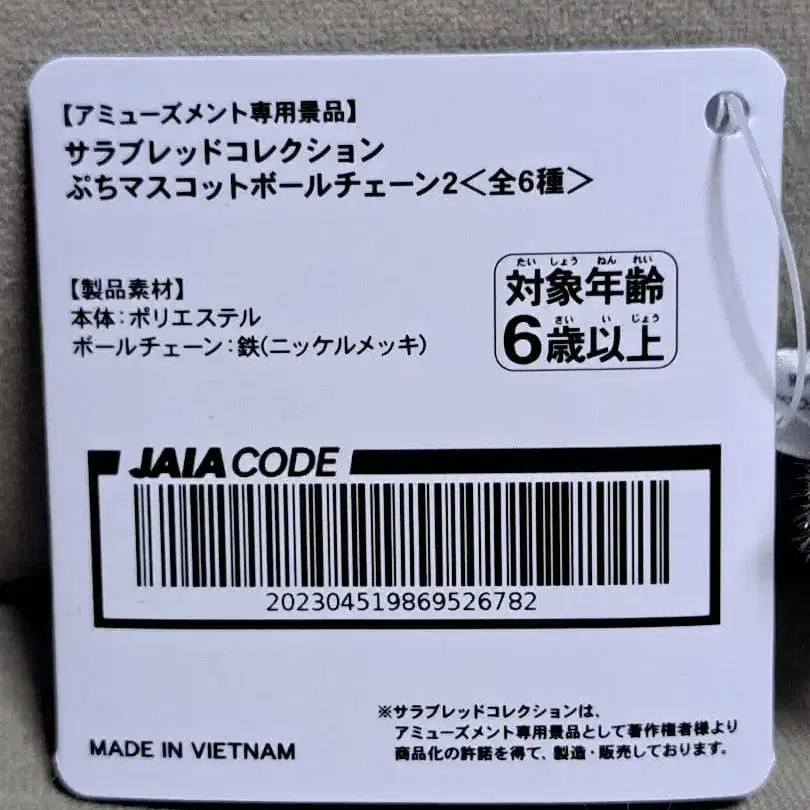 【アミューズメント専用景品】
サラブレッドコレクション
ぷちマスコットボールチェーン2＜全6種＞
【製品素材】
本体：ポリエステル
ボールチェーン：鉄(ニッケルメッキ)
たい しょう ねん れい
対象年齢
さい い じょう
6歳以上
JAIA CODE
202304519869526782
※サラブレッドコレクションは、
アミューズメント専用景品として著作権者様より
商品化の許諾を得て、製造・販売しております。
MADE IN VIETNAM